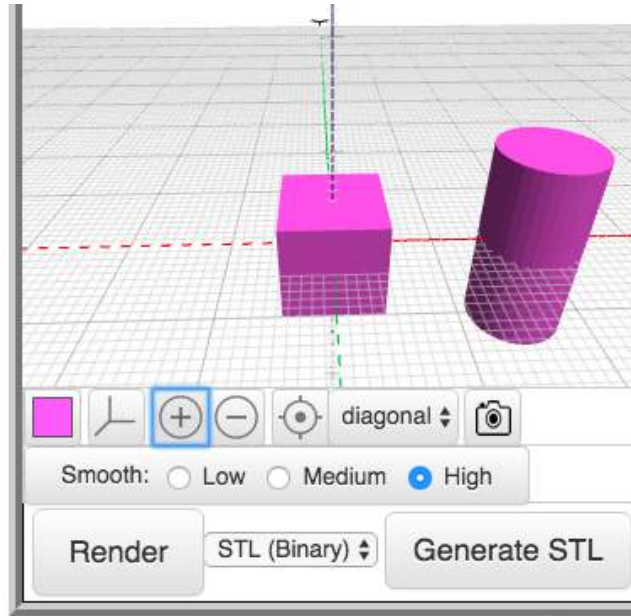 diagonal
Smooth: Low Medium High
Render STL (Binary) Generate STL